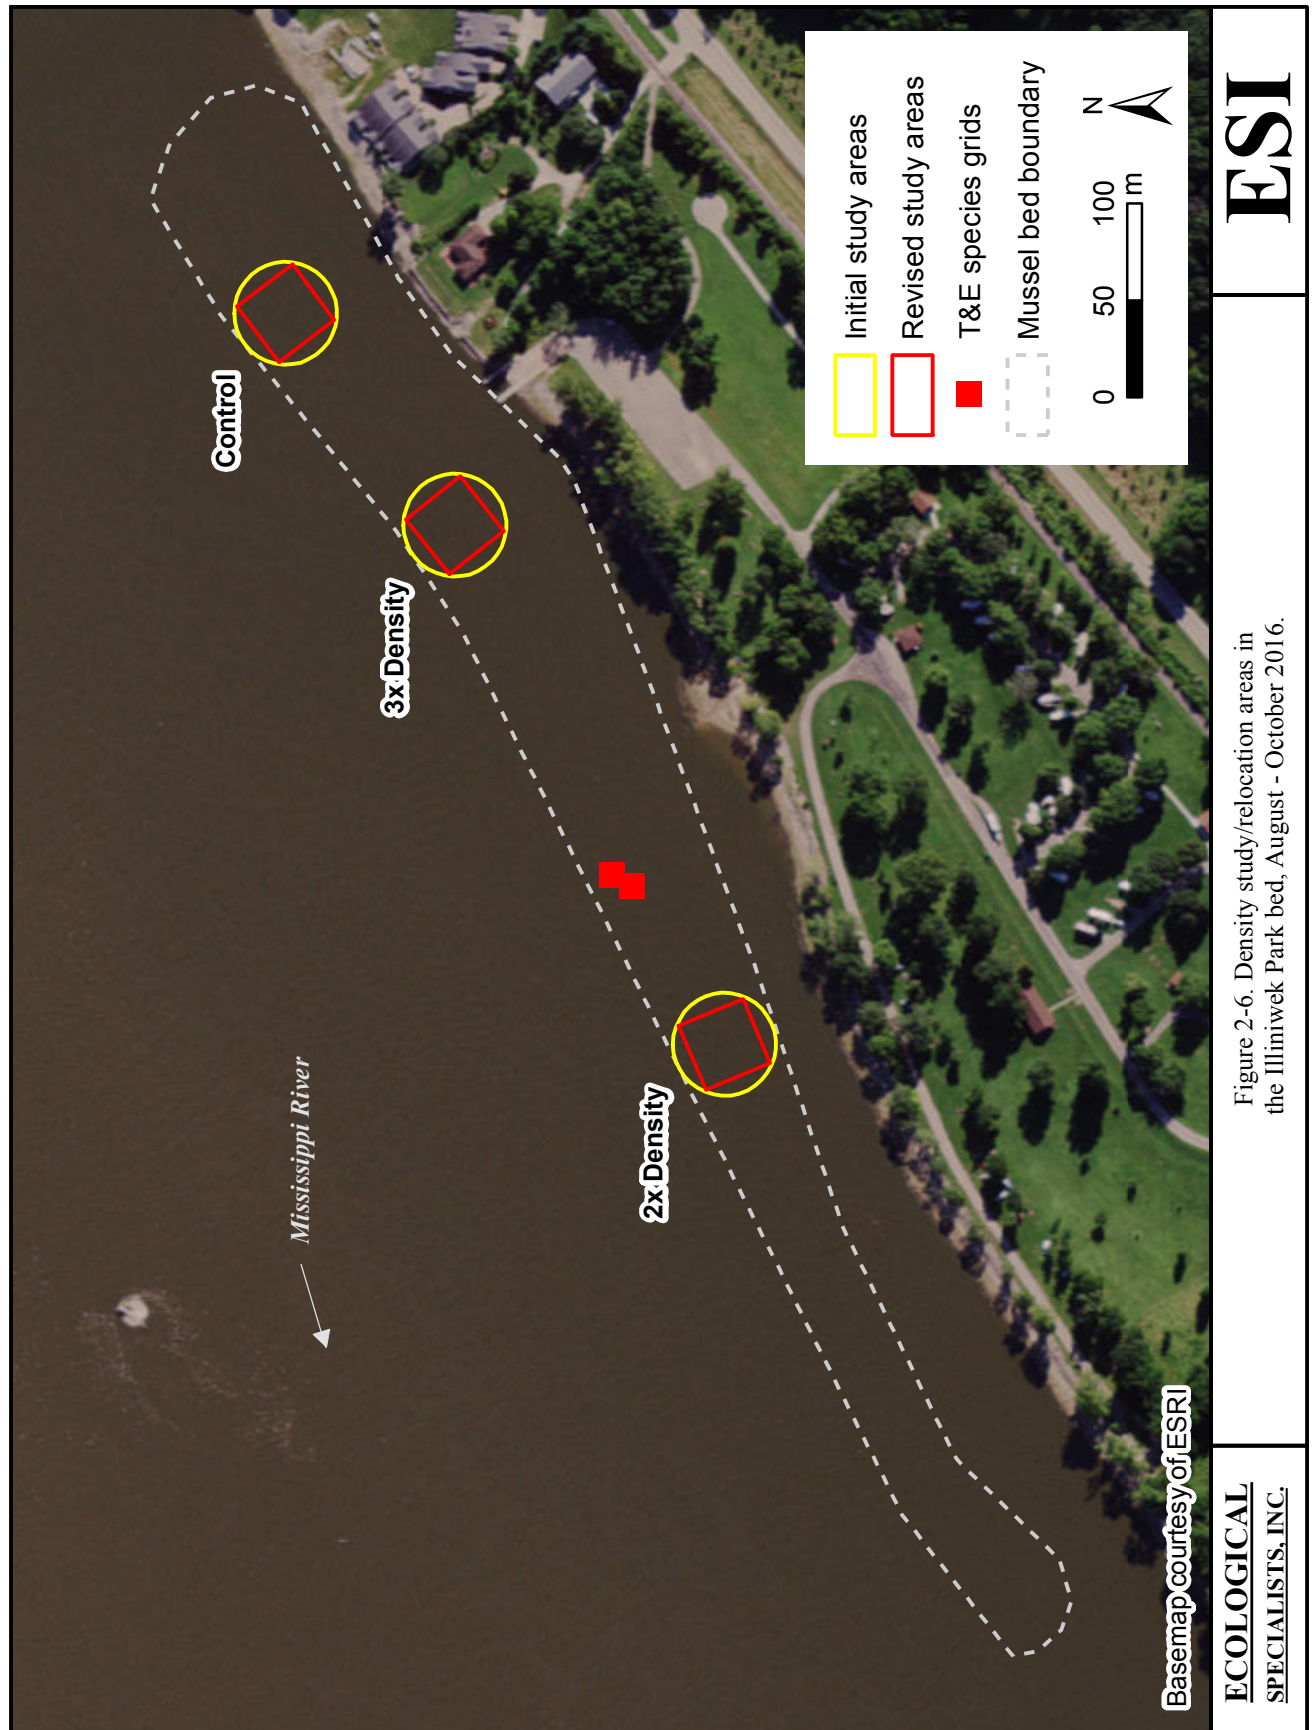 Control
3x Density
2x Density
Mississippi River
Initial study areas
Revised study areas
T&E species grids
Mussel bed boundary
N
0 50 100
m
Basemap courtesy of ESRI
ECOLOGICAL
SPECIALISTS, INC.
Figure 2-6. Density study/relocation areas in
the Illiniwek Park bed, August - October 2016.
ESI